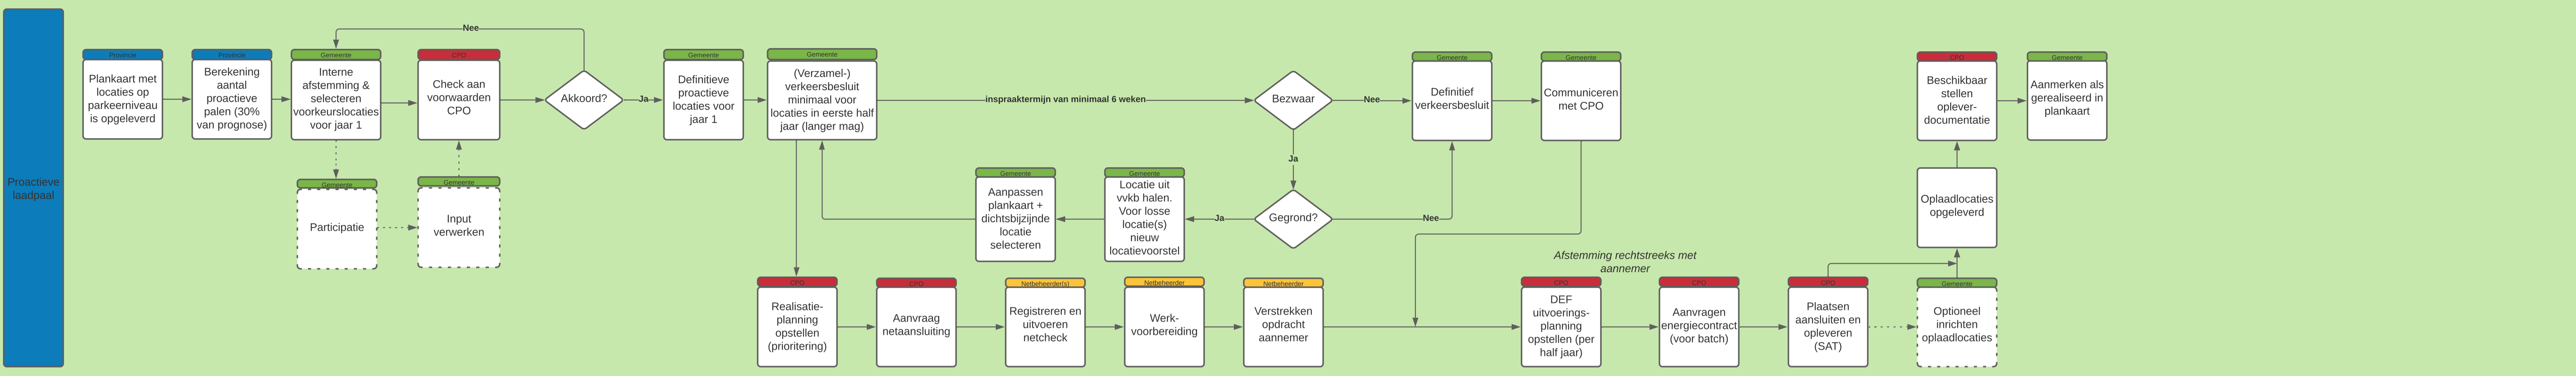 Proactieve
laadpaal
Provincie
Plankaart met
locaties op
parkeerniveau
is opgeleverd
Provincie
Berekening
aantal
proactieve
palen (30%
van prognose)
Gemeente
Interne
afstemming &
selecteren
voorkeurslocaties
voor jaar 1
CPO
Check aan
voorwaarden
CPO
Nee
Akkoord?
Ja
Gemeente
Definitieve
proactieve
locaties voor
jaar 1
Gemeente
(Verzamel-)
verkeersbesluit
minimaal voor
locaties in eerste half
jaar (langer mag)
inspraaktermijn van minimaal 6 weken
Bezwaar
Nee
Gemeente
Definitief
verkeersbesluit
Gemeente
Communiceren
met CPO
CPO
Beschikbaar
stellen
oplever-
documentatie
Gemeente
Aanmerken als
gerealiseerd in
plankaart
Gemeente
Participatie
Gemeente
Input
verwerken
Gemeente
Aanpassen
plankaart +
dichtsbijzijnde
locatie
selecteren
Gemeente
Locatie uit
vvkb halen.
Voor losse
locatie(s)
nieuw
locatievoorstel
Ja
Ja
Gegrond?
Nee
Oplaadlocaties
opgeleverd
CPO
Realisatie-
planning
opstellen
(prioritering)
CPO
Aanvraag
netaansluiting
Netbeheerder(s)
Registreren en
uitvoeren
netcheck
Netbeheerder
Werk-
voorbereiding
Netbeheerder
Verstrekken
opdracht
aannemer
Afstemming rechtstreeks met
aannemer
CPO
DEF
uitvoerings-
planning
opstellen (per
half jaar)
CPO
Aanvragen
energiecontract
(voor batch)
CPO
Plaatsen
aansluiten en
opleveren
(SAT)
Gemeente
Optioneel
inrichten
oplaadlocaties